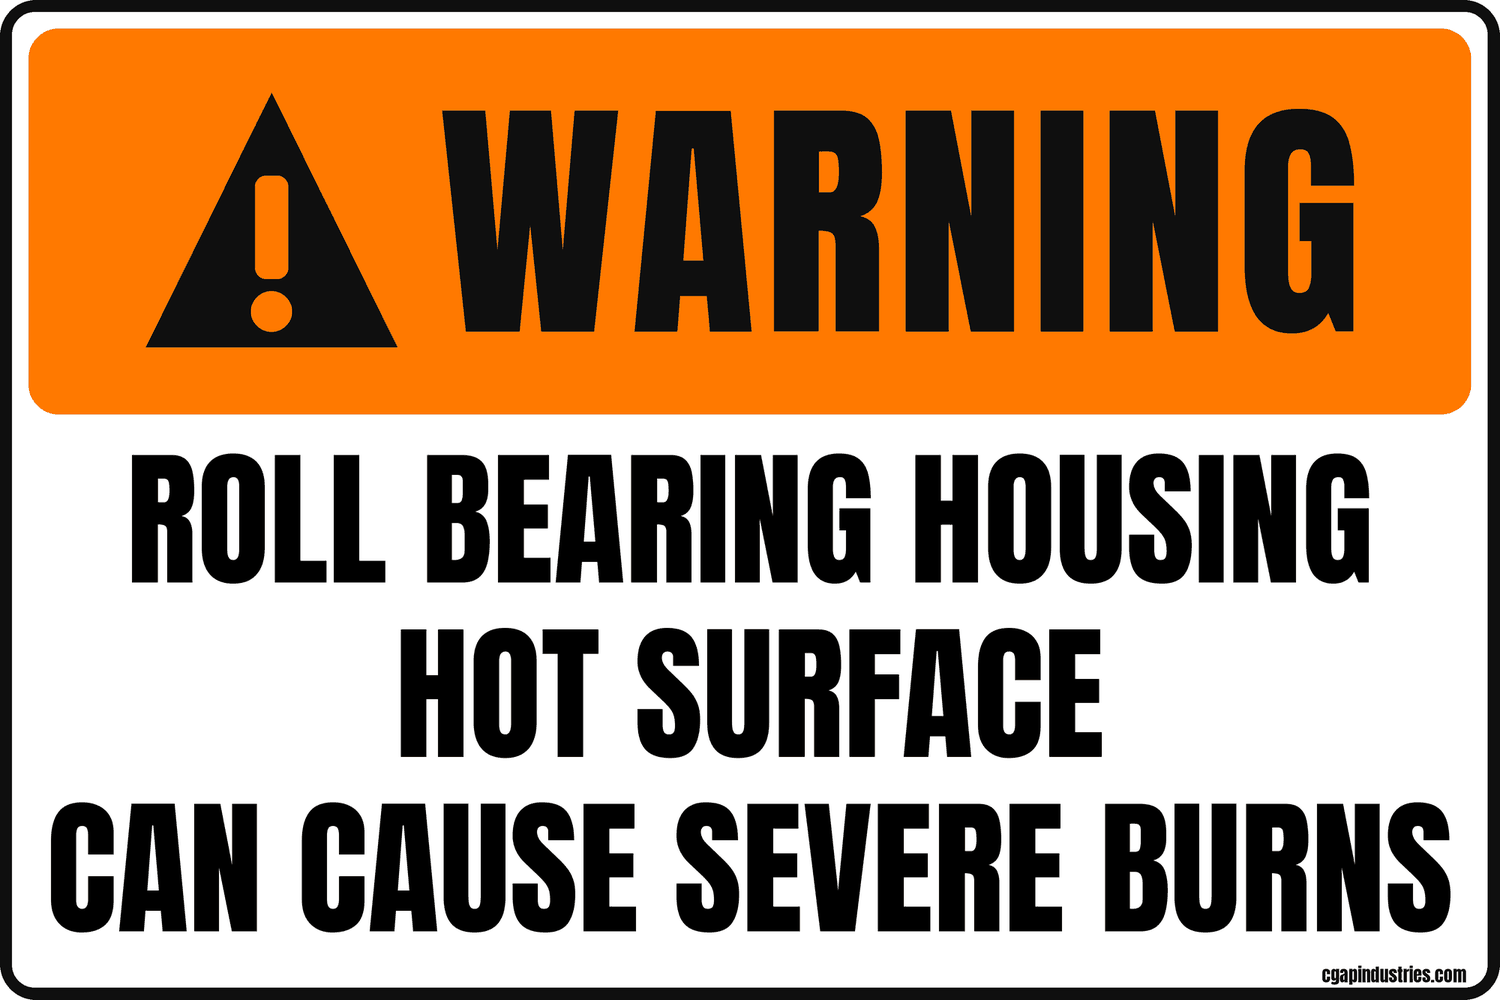 WARNING
ROLL BEARING HOUSING
HOT SURFACE
CAN CAUSE SEVERE BURNS
cgapindustries.com